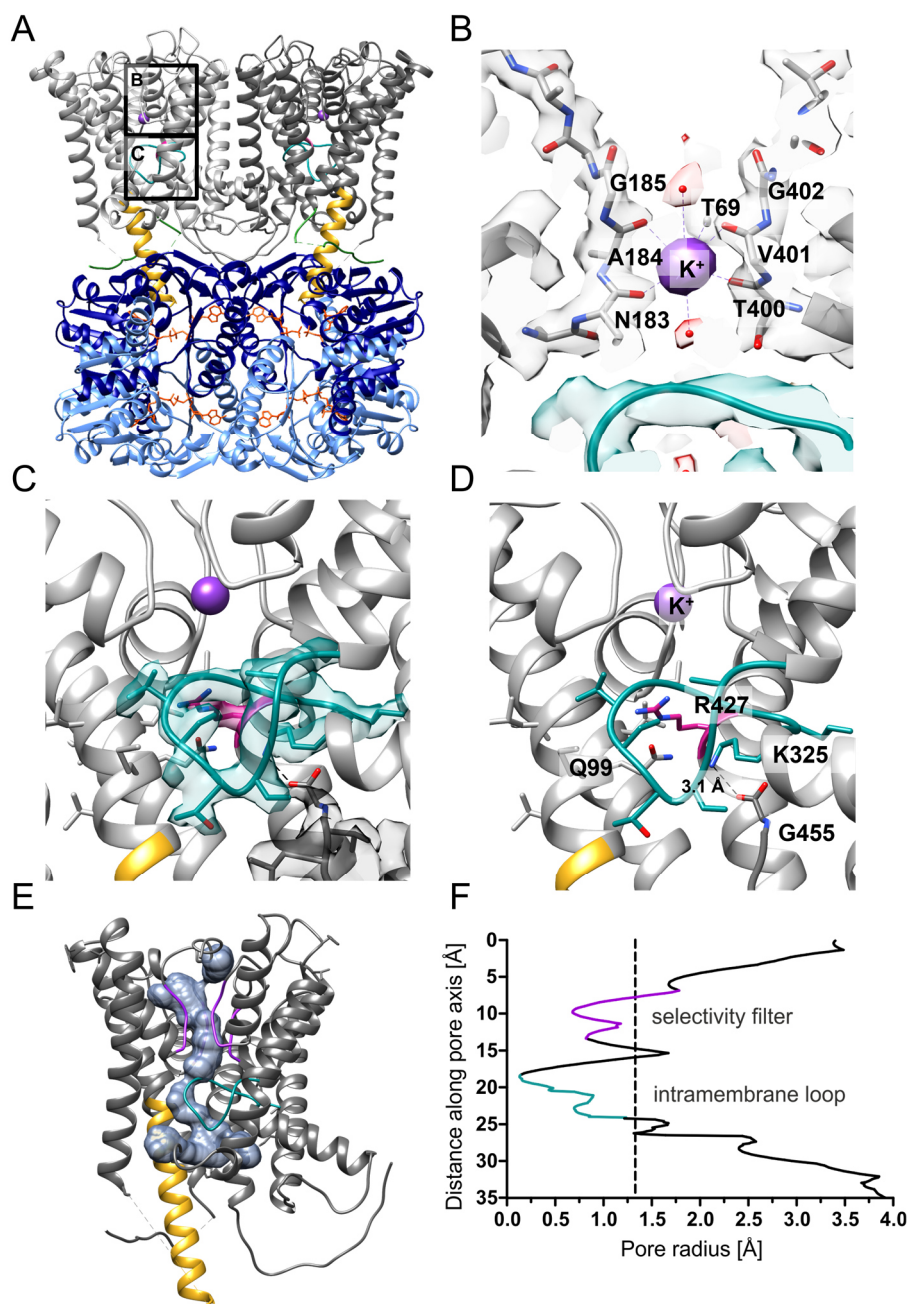 A
B
C
B
G185
G402
T69
A184
K+
V401
N183
T400
C
D
K+
R427
Q99
K325
3.1 Å
G455
E
F
Distance along pore axis [Å]
0
5
10
15
20
25
30
35
selectivity filter
intramembrane loop
0.0 0.5 1.0 1.5 2.0 2.5 3.0 3.5 4.0
Pore radius [Å]